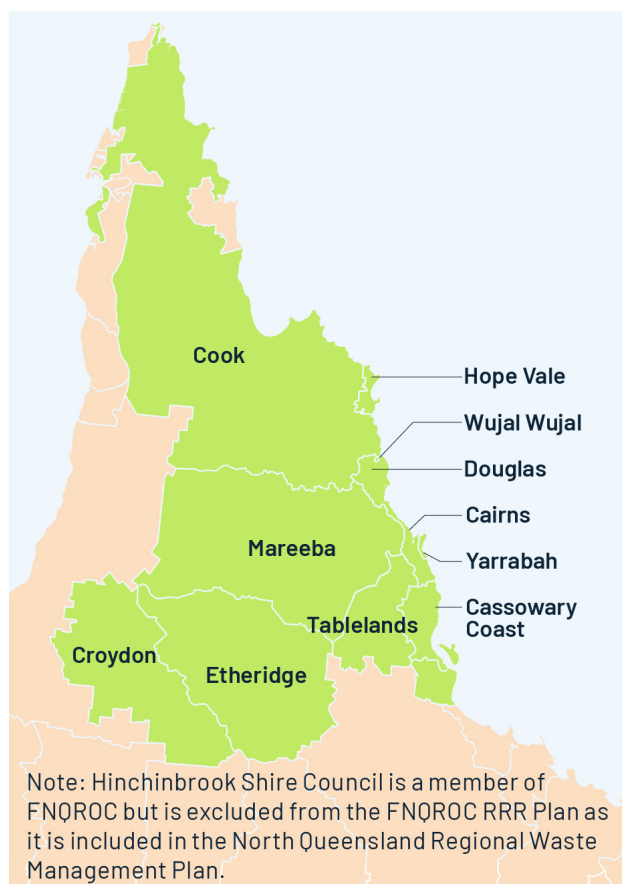 Cook
Hope Vale
Wujal Wujal
Douglas
Cairns
Mareeba
Yarrabah
Cassowary
Coast
Tablelands
Croydon
Etheridge
Note: Hinchinbrook Shire Council is a member of
FNQROC but is excluded from the FNQROC RRR Plan as
it is included in the North Queensland Regional Waste
Management Plan.